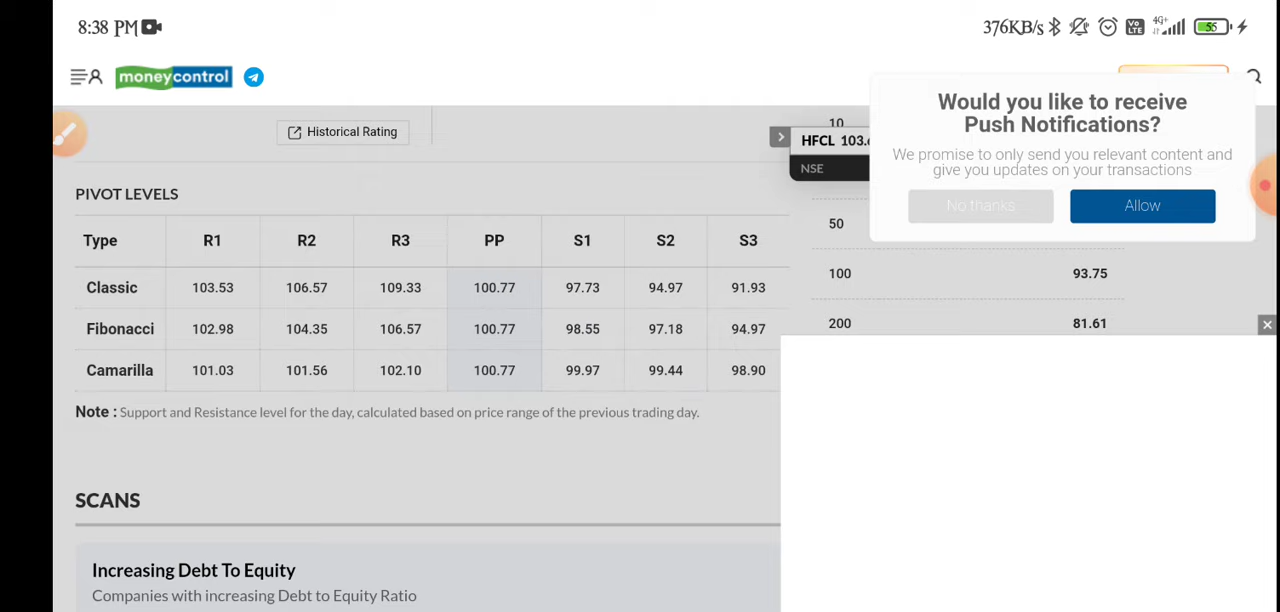 8:38 PM
376KB/s
Vo LTE
4G+
55
moneycontrol
Would you like to receive
Push Notifications?
We promise to only send you relevant content and
give you updates on your transactions
No thanks
Allow
Historical Rating
10
HFCL 103.
NSE
50
100 93.75
200 81.61
PIVOT LEVELS
Type R1 R2 R3 PP S1 S2 S3
Classic 103.53 106.57 109.33 100.77 97.73 94.97 91.93
Fibonacci 102.98 104.35 106.57 100.77 98.55 97.18 94.97
Camarilla 101.03 101.56 102.10 100.77 99.97 99.44 98.90
Note : Support and Resistance level for the day, calculated based on price range of the previous trading day.
SCANS
Increasing Debt To Equity
Companies with increasing Debt to Equity Ratio